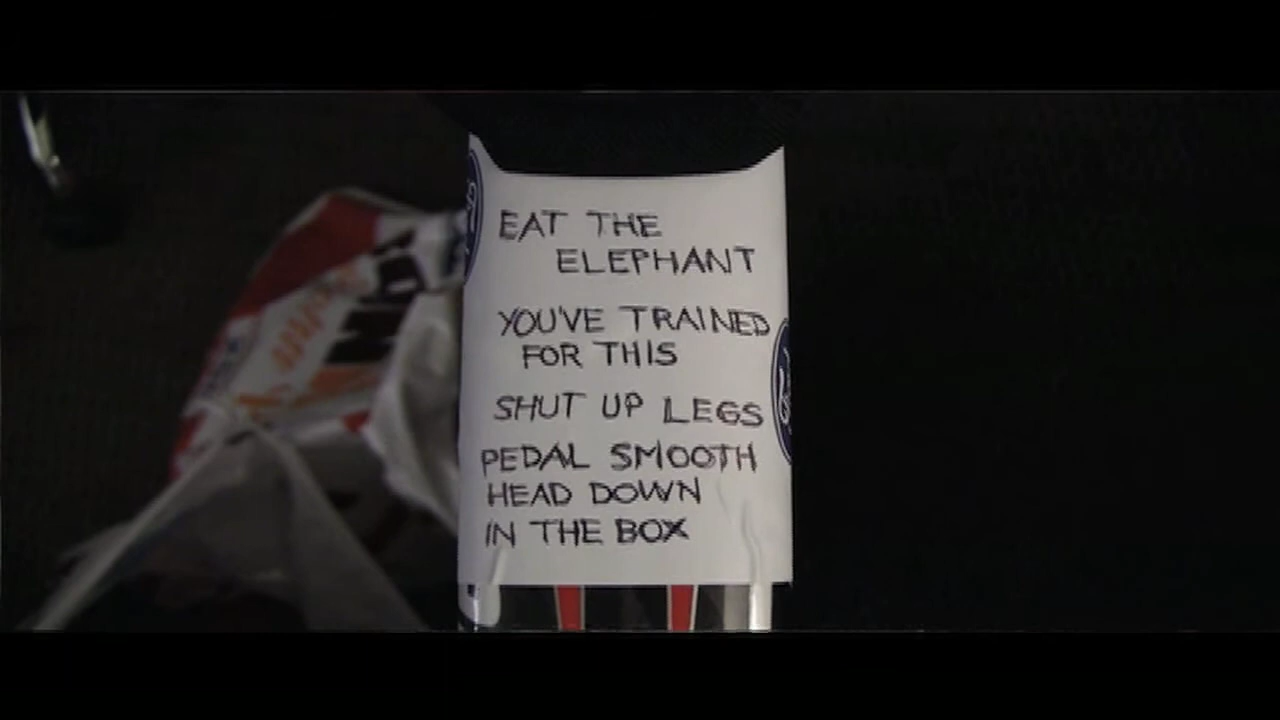 EAT THE
ELEPHANT
YOU'VE TRAINED
FOR THIS
SHUT UP LEGS
PEDAL SMOOTH
HEAD DOWN
IN THE BOX